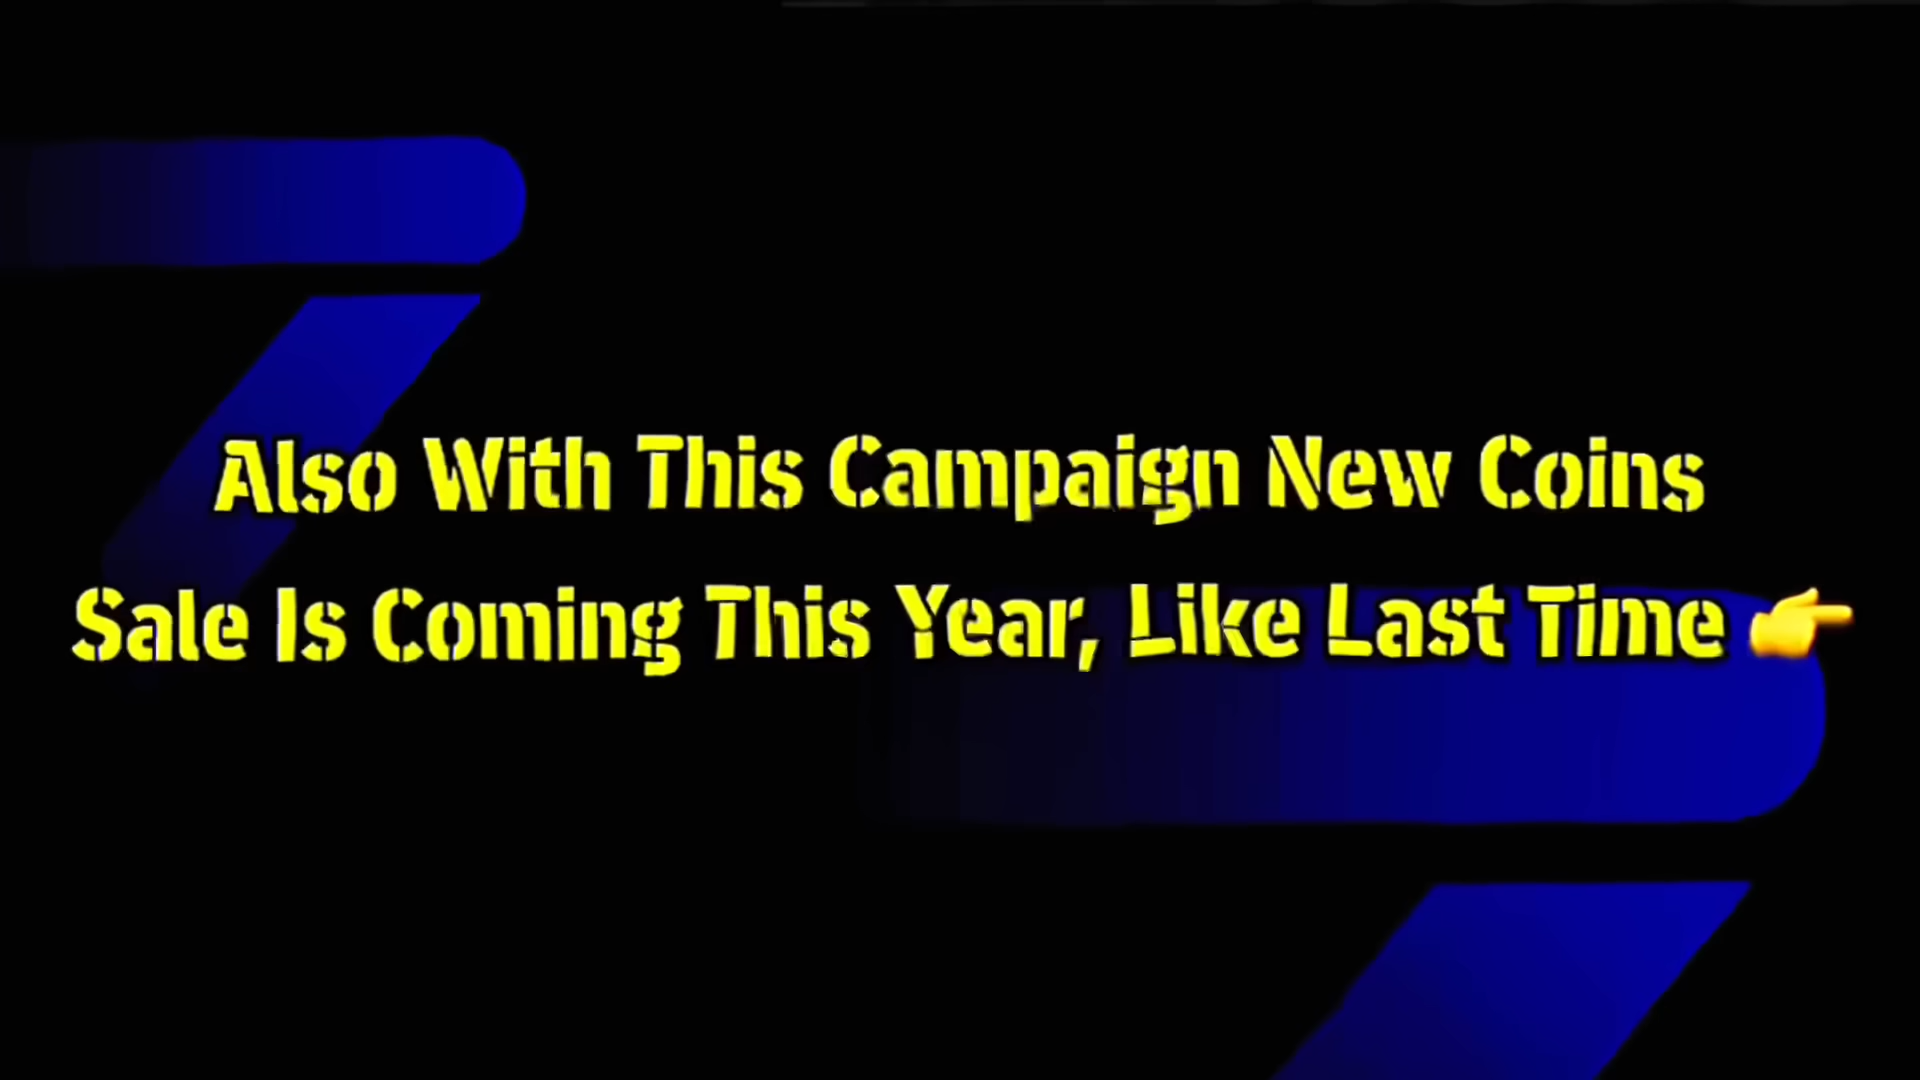 Also With This Campaign New Coins
Sale Is Coming This Year, Like Last Time 👉